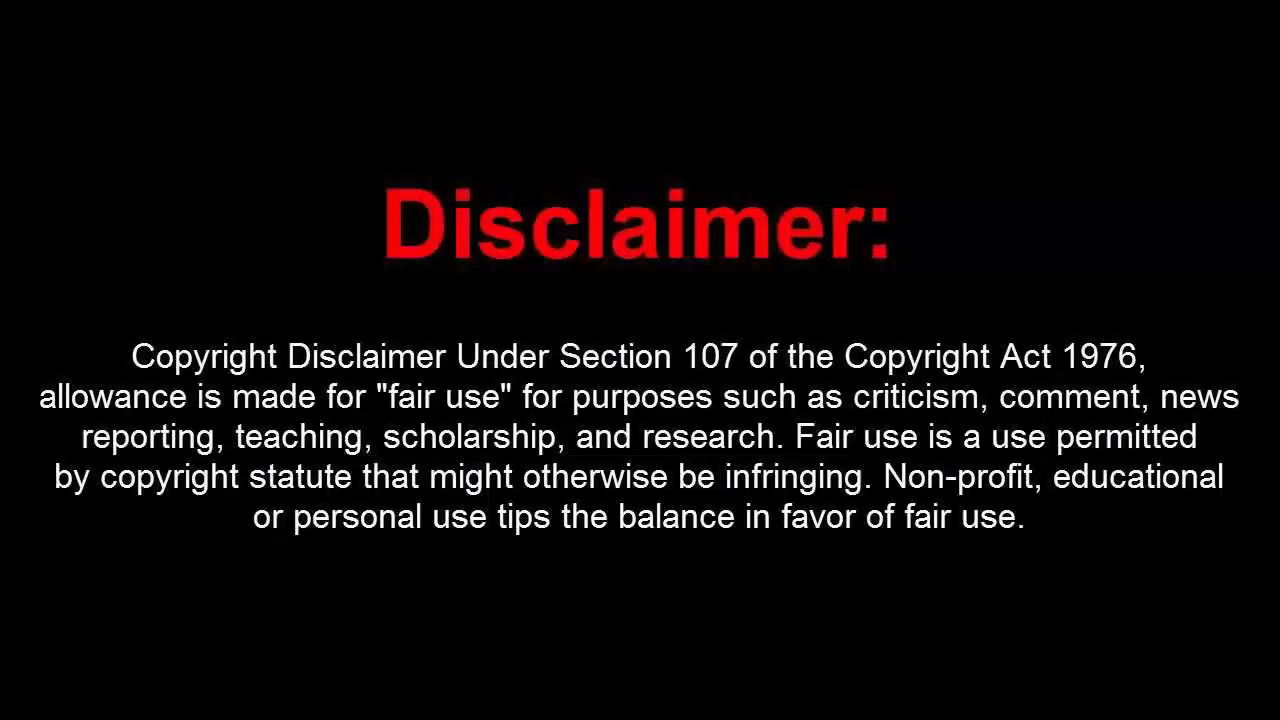 Disclaimer:
Copyright Disclaimer Under Section 107 of the Copyright Act 1976,
allowance is made for "fair use" for purposes such as criticism, comment, news
reporting, teaching, scholarship, and research. Fair use is a use permitted
by copyright statute that might otherwise be infringing. Non-profit, educational
or personal use tips the balance in favor of fair use.